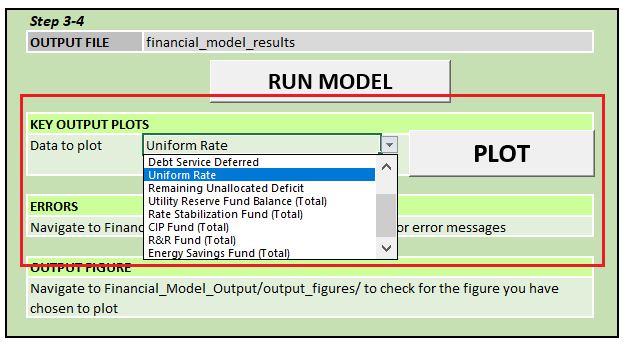 Step 3-4
OUTPUT FILE financial_model_results
RUN MODEL
KEY OUTPUT PLOTS
Data to plot Uniform Rate
PLOT
Debt Service Deferred
Uniform Rate
Remaining Unallocated Deficit
Utility Reserve Fund Balance (Total)
Rate Stabilization Fund (Total)
CIP Fund (Total)
R&R Fund (Total)
Energy Savings Fund (Total)
ERRORS
Navigate to Financ or error messages
OUTPUT FIGURE
Navigate to Financial_Model_Output/output_figures/ to check for the figure you have
chosen to plot